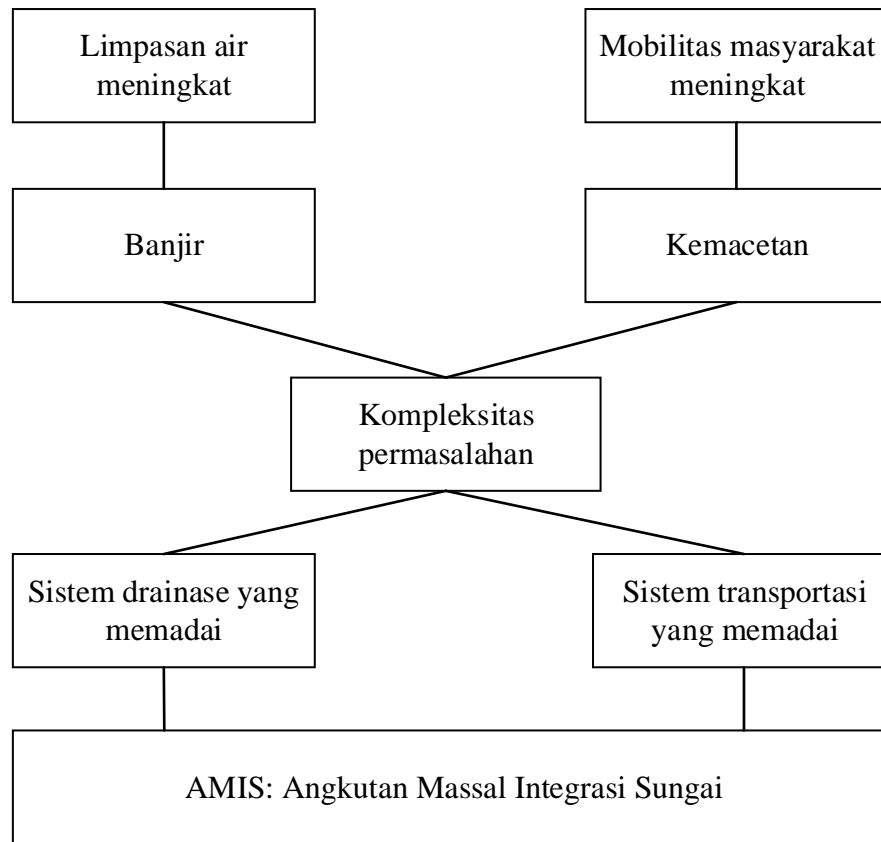 Limpasan air
meningkat
Mobilitas masyarakat
meningkat
Banjir
Kemacetan
Kompleksitas
permasalahan
Sistem drainase yang
memadai
Sistem transportasi
yang memadai
AMIS: Angkutan Massal Integrasi Sungai